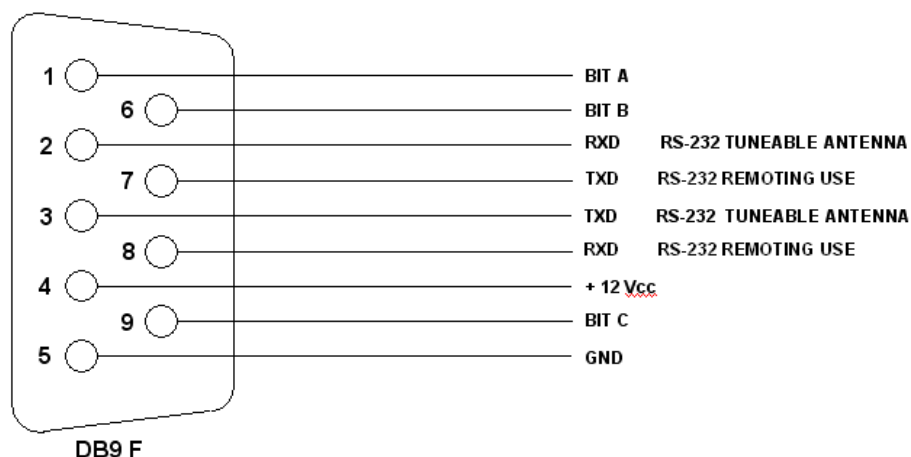 1 BIT A
6 BIT B
2 RXD RS-232 TUNEABLE ANTENNA
7 TXD RS-232 REMOTING USE
3 TXD RS-232 TUNEABLE ANTENNA
8 RXD RS-232 REMOTING USE
4 + 12 Vcc
9 BIT C
5 GND
DB9 F